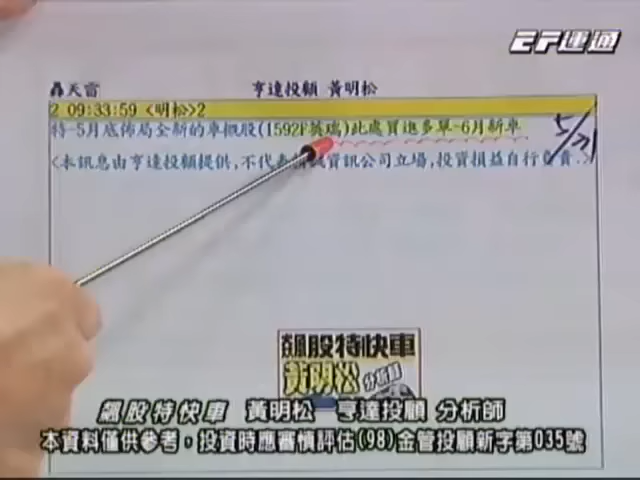 EF運通
轟天雷 亨達投顧 黃明松
2 09:33:59 <明松>2
特-5月底佈局全新的車概股(1592F英瑞)此處買進多單-6月新車
<本訊息由亨達投顧提供,不代表 資訊公司立場,投資損益自行負責.>
飆股特快車
黃明松 分析師
飆股特快車 黃明松－亨達投顧 分析師
本資料僅供參考，投資時應審慎評估(98)金管投顧新字第035號